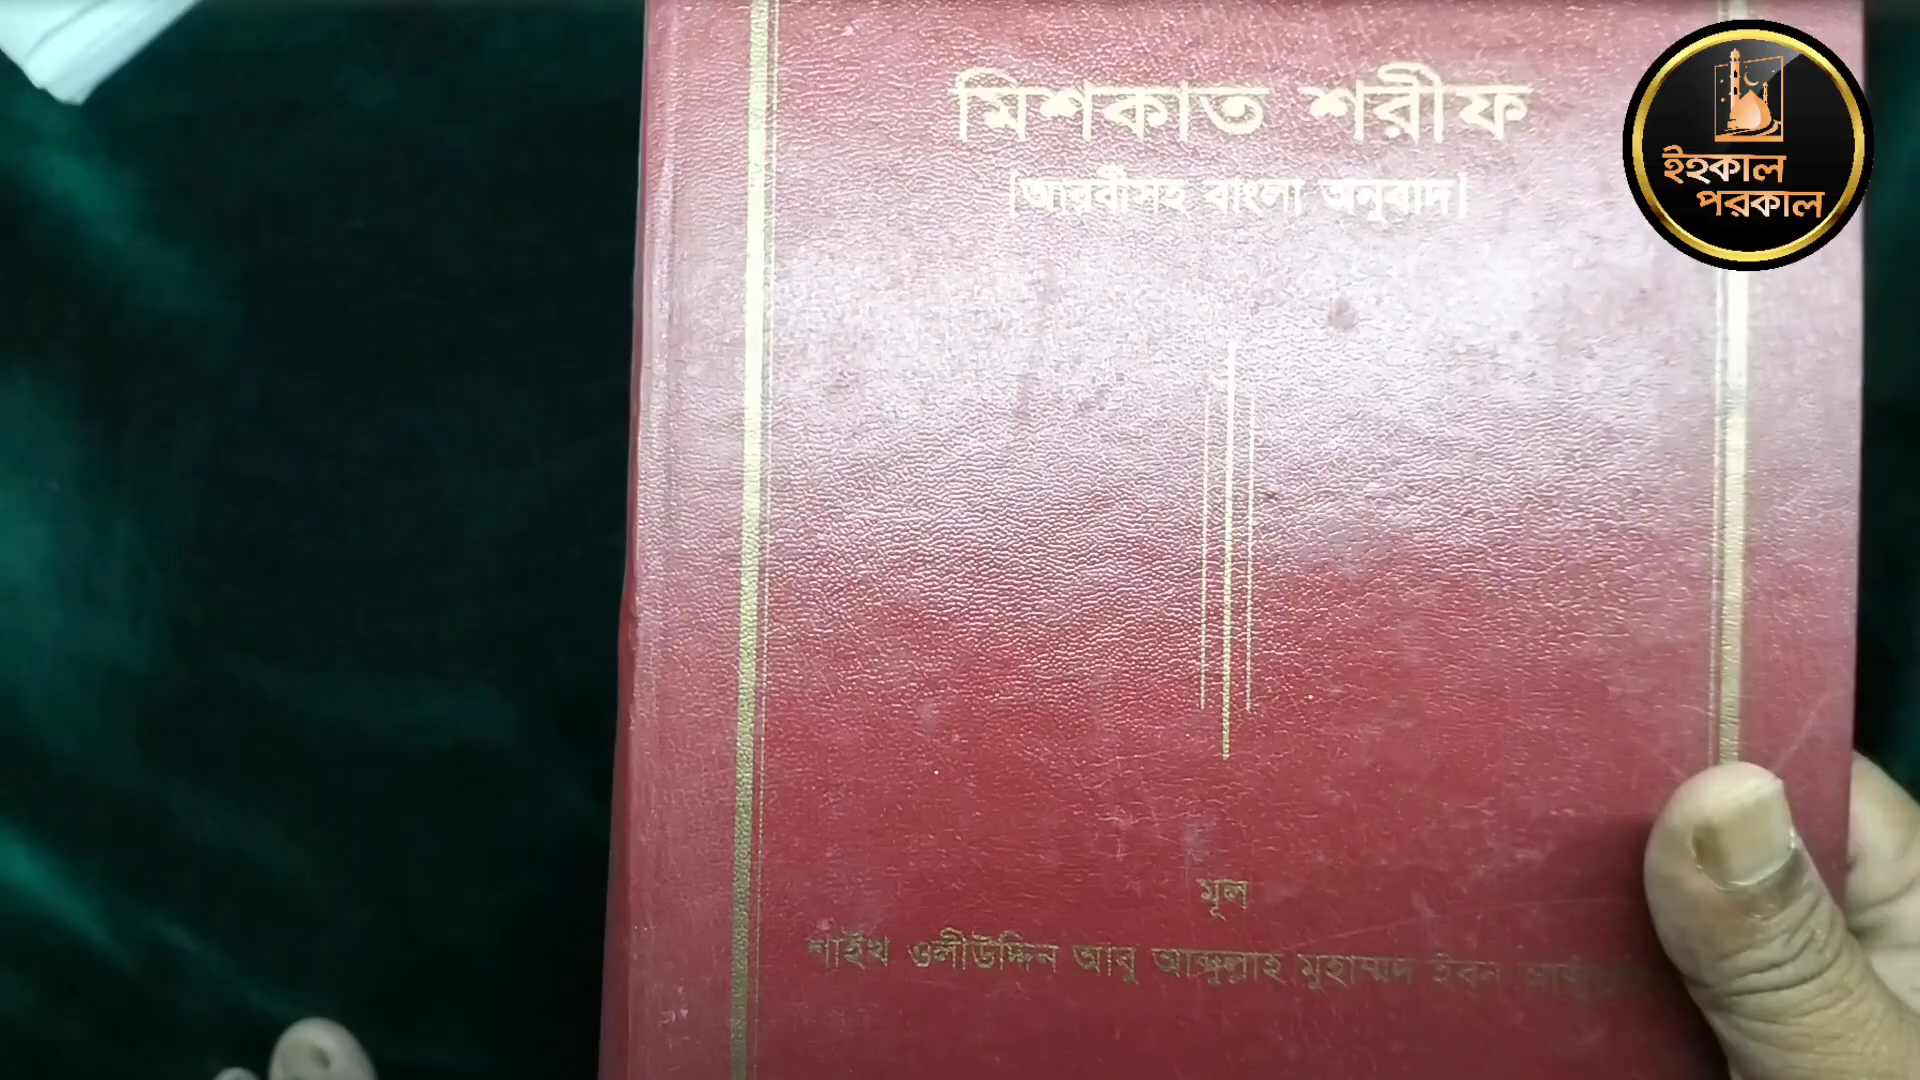 মিশকাত শরীফ
[আরবীসহ বাংলা অনুবাদ]
ইহকাল
পরকাল
মূল
শাইখ ওলীউদ্দিন আবু আব্দুল্লাহ মুহাম্মদ ইবন